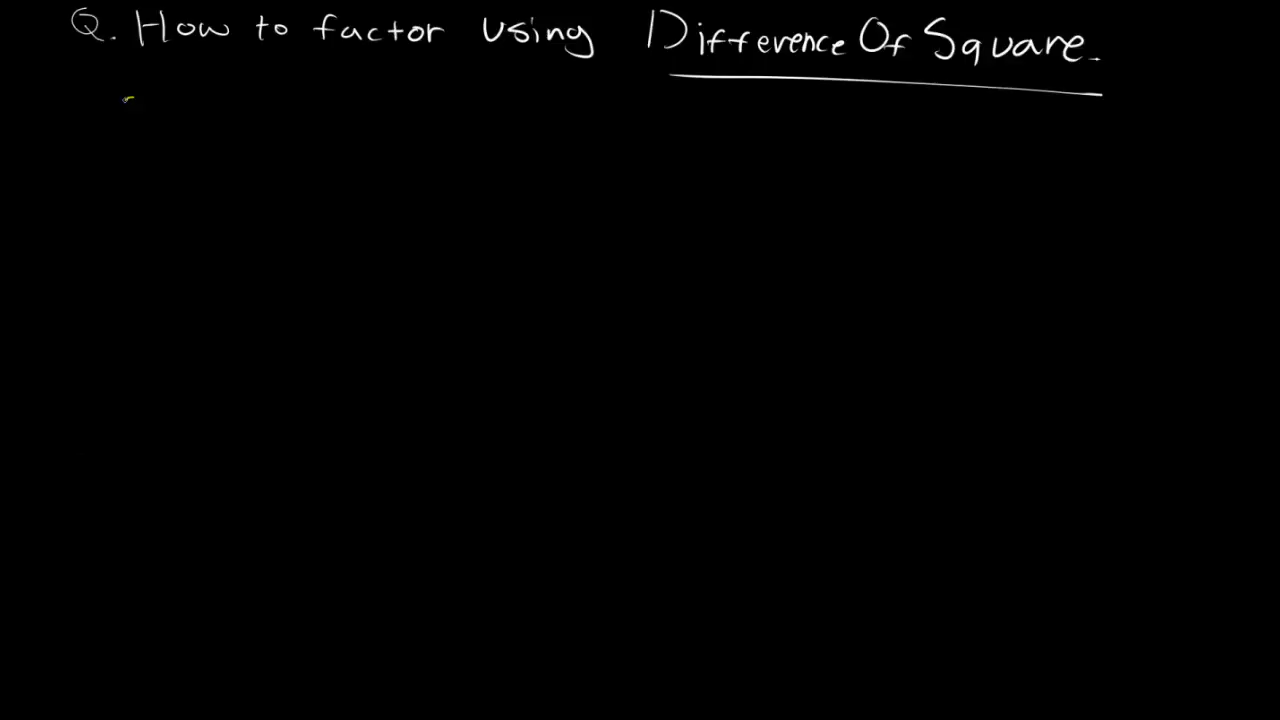 Q. How to factor using Difference Of Square.